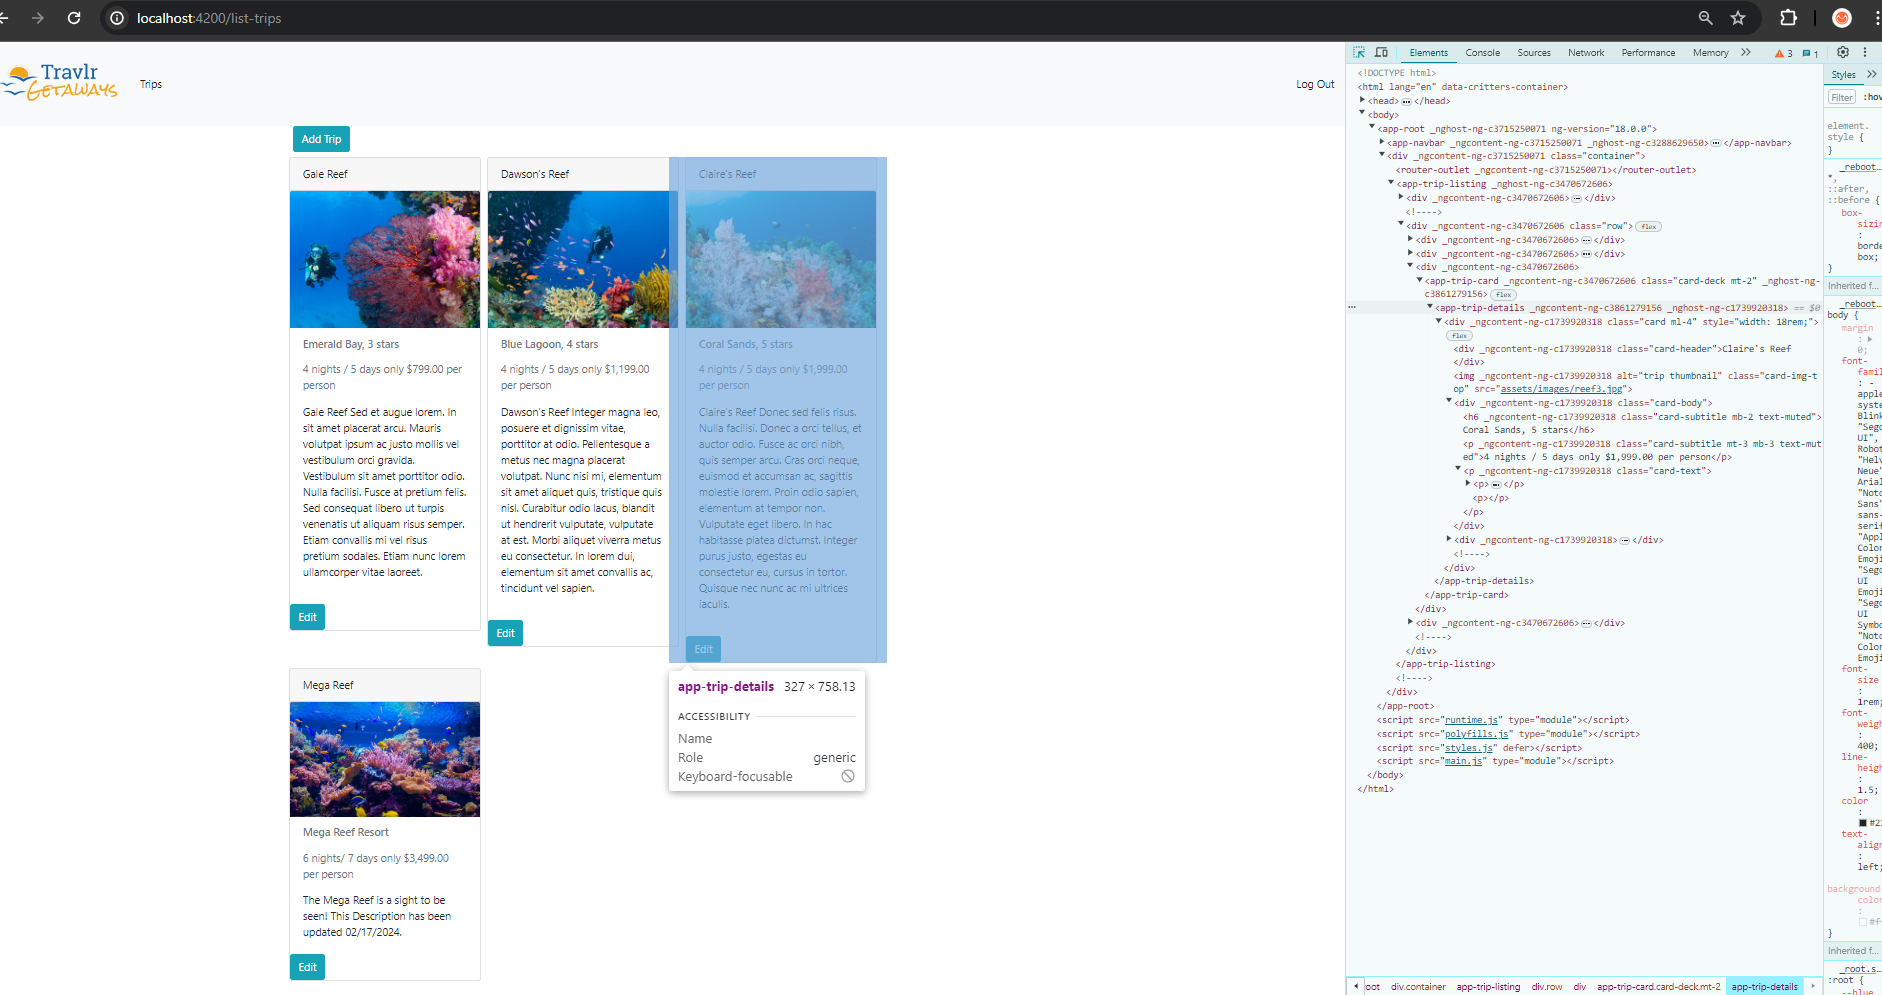 localhost:4200/list-trips
Travlr
GETAWAYS
Trips
Log Out
Add Trip
Gale Reef
Emerald Bay, 3 stars
4 nights / 5 days only $799.00 per
person
Gale Reef Sed et augue lorem. In
sit amet placerat arcu. Mauris
volutpat ipsum ac justo mollis vel
vestibulum orci gravida.
Vestibulum sit amet porttitor odio.
Nulla facilisi. Fusce at pretium felis.
Sed consequat libero ut turpis
venenatis ut aliquam risus semper.
Etiam convallis mi vel risus
pretium sodales. Etiam nunc lorem
ullamcorper vitae laoreet.
Edit
Dawson's Reef
Blue Lagoon, 4 stars
4 nights / 5 days only $1,199.00
per person
Dawson's Reef Integer magna leo,
posuere et dignissim vitae,
porttitor at odio. Pellentesque a
metus nec magna placerat
volutpat. Nunc nisi mi, elementum
sit amet aliquet quis, tristique quis
nisl. Curabitur odio lacus, blandit
ut hendrerit vulputate, vulputate
at est. Morbi aliquet viverra metus
eu consectetur. In lorem dui,
elementum sit amet convallis ac,
tincidunt vel sapien.
Edit
Claire's Reef
Coral Sands, 5 stars
4 nights / 5 days only $1,999.00
per person
Claire's Reef Donec sed felis risus.
Nulla facilisi. Donec a orci tellus, et
auctor odio. Fusce ac orci nibh,
quis semper arcu. Cras orci neque,
euismod et accumsan ac, sagittis
molestie lorem. Proin odio sapien,
elementum at tempor non.
Vulputate eget libero. In hac
habitasse platea dictumst. Integer
purus justo, egestas eu
consectetur eu, cursus in tortor.
Quisque nec nunc ac mi ultrices
iaculis.
Edit
app-trip-details 327 × 758.13
ACCESSIBILITY
Name
Role generic
Keyboard-focusable
Mega Reef
Mega Reef Resort
6 nights/ 7 days only $3,499.00
per person
The Mega Reef is a sight to be
seen! This Description has been
updated 02/17/2024.
Edit
Elements Console Sources Network Performance Memory 3 1
<!DOCTYPE html>
<html lang="en" data-critters-container>
<head> ⋯ </head>
<body>
<app-root _nghost-ng-c3715250071 ng-version="18.0.0">
<app-navbar _ngcontent-ng-c3715250071 _nghost-ng-c3288629650> ⋯ </app-navbar>
<div _ngcontent-ng-c3715250071 class="container">
<router-outlet _ngcontent-ng-c3715250071></router-outlet>
<app-trip-listing _nghost-ng-c3470672606>
<div _ngcontent-ng-c3470672606> ⋯ </div>
<!---->
<div _ngcontent-ng-c3470672606 class="row"> flex
<div _ngcontent-ng-c3470672606> ⋯ </div>
<div _ngcontent-ng-c3470672606> ⋯ </div>
<div _ngcontent-ng-c3470672606>
<app-trip-card _ngcontent-ng-c3470672606 class="card-deck mt-2" _nghost-ng-
c3861279156> flex
<app-trip-details _ngcontent-ng-c3861279156 _nghost-ng-c1739920318> == $0
<div _ngcontent-ng-c1739920318 class="card ml-4" style="width: 18rem;">
flex
<div _ngcontent-ng-c1739920318 class="card-header">Claire's Reef
</div>
<img _ngcontent-ng-c1739920318 alt="trip thumbnail" class="card-img-t
op" src="assets/images/reef3.jpg">
<div _ngcontent-ng-c1739920318 class="card-body">
<h6 _ngcontent-ng-c1739920318 class="card-subtitle mb-2 text-muted">
Coral Sands, 5 stars</h6>
<p _ngcontent-ng-c1739920318 class="card-subtitle mt-3 mb-3 text-mut
ed">4 nights / 5 days only $1,999.00 per person</p>
<p _ngcontent-ng-c1739920318 class="card-text">
<p> ⋯ </p>
<p></p>
</p>
</div>
<div _ngcontent-ng-c1739920318> ⋯ </div>
<!---->
</div>
</app-trip-details>
</app-trip-card>
</div>
<div _ngcontent-ng-c3470672606> ⋯ </div>
<!---->
</div>
</app-trip-listing>
<!---->
</div>
</app-root>
<script src="runtime.js" type="module"></script>
<script src="polyfills.js" type="module"></script>
<script src="styles.js" defer></script>
<script src="main.js" type="module"></script>
</body>
</html>
oot div.container app-trip-listing div.row div app-trip-card.card-deck.mt-2 app-trip-details
Styles
Filter :hov
element.
style {
}
_reboot…
*,
::after,
::before {
box-
sizin
:
borde
box;
}
Inherited f…
_reboot…
body {
margin
:
0;
font-
famil
: -
apple
syste
Blink
"Sego
UI",
Robot
"Helv
Neue"
Arial
"Noto
Sans"
sans-
serif
"Appl
Color
Emoji
"Sego
UI
Emoji
"Sego
UI
Symbo
"Noto
Color
Emoji
font-
size
:
1rem;
font-
weigh
:
400;
line-
heigh
:
1.5;
color
:
#21
text-
align
:
left;
background-
color
:
#ff
}
Inherited f…
_root.s…
:root {
--blue